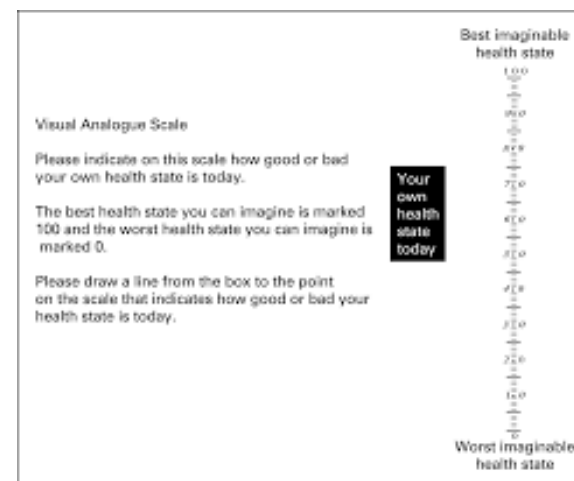 Visual Analogue Scale
Please indicate on this scale how good or bad
your own health state is today.
The best health state you can imagine is marked
100 and the worst health state you can imagine is
marked 0.
Please draw a line from the box to the point
on the scale that indicates how good or bad your
health state is today.
Your
own
health
state
today
Best imaginable
health state
100
90
80
70
60
50
40
30
20
10
0
Worst imaginable
health state